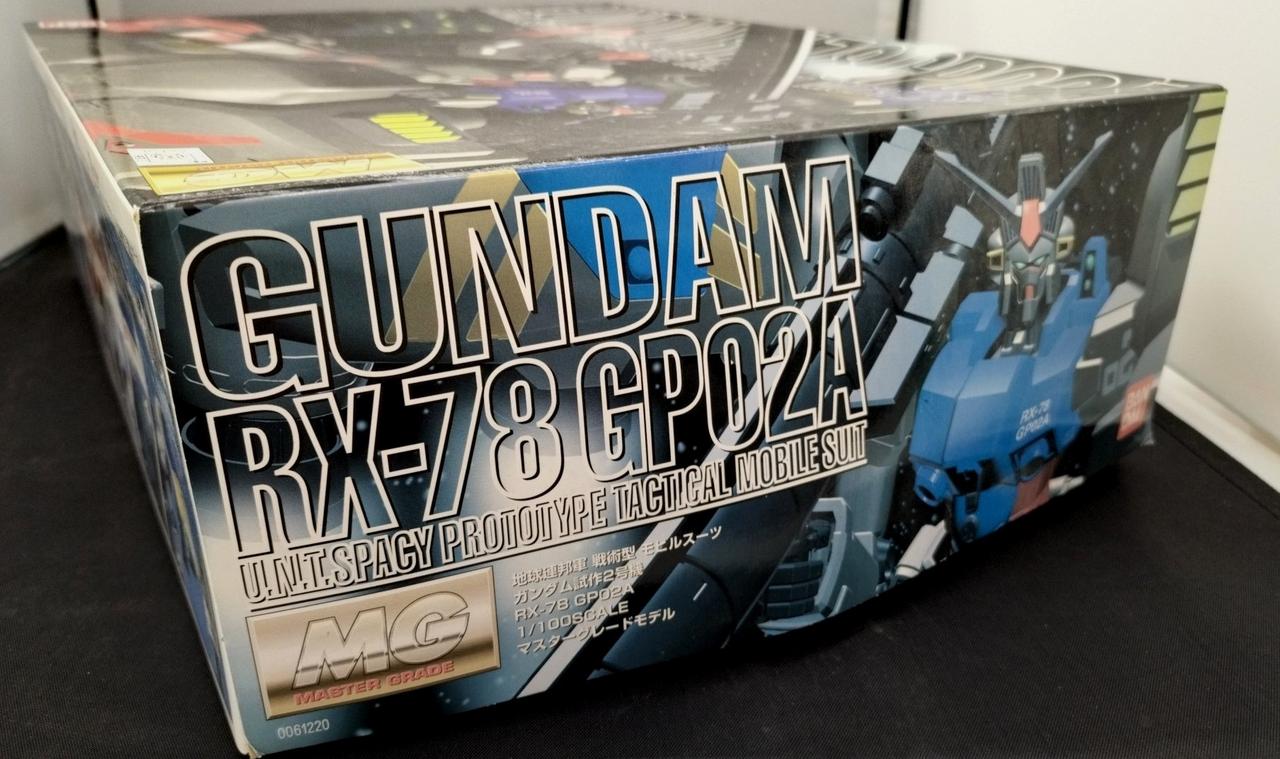 GUNDAM
RX-78 GP02A
U.N.T.SPACY PROTOTYPE TACTICAL MOBILE SUIT
MG
MASTER GRADE
地球連邦軍 戦術型 モビルスーツ
ガンダム試作2号機
RX-78 GP02A
1/100SCALE
マスターグレードモデル
0061220
RX-78
GP02A
BAN
DAI